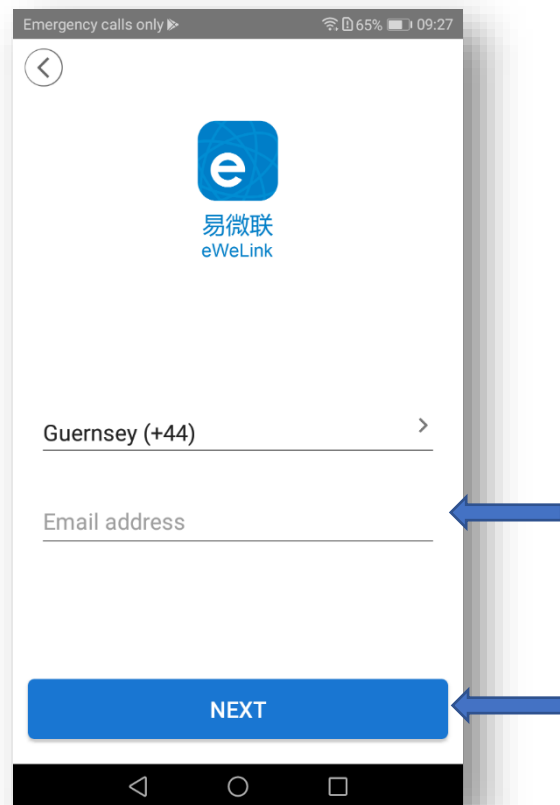 Emergency calls only 65% 09:27
e
易微联
eWeLink
Guernsey (+44)
Email address
NEXT